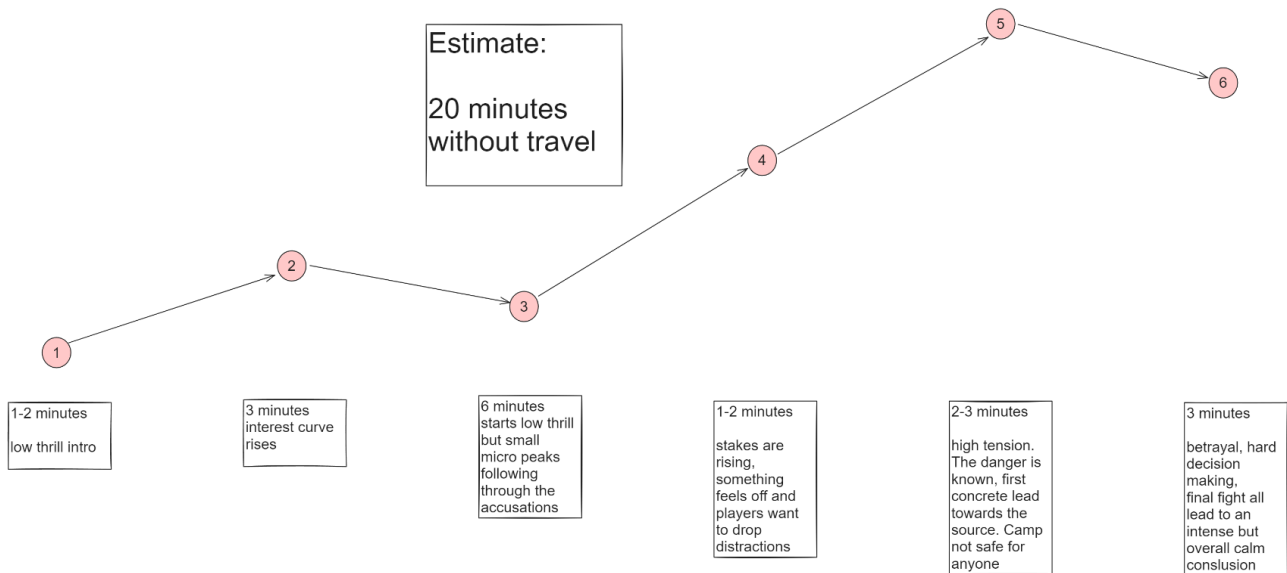 5
Estimate:
20 minutes
without travel
6
4
2
3
1
1-2 minutes
low thrill intro
3 minutes
interest curve
rises
6 minutes
starts low thrill
but small
micro peaks
following
through the
accusations
1-2 minutes
stakes are
rising,
something
feels off and
players want
to drop
distractions
2-3 minutes
high tension.
The danger is
known, first
concrete lead
towards the
source. Camp
not safe for
anyone
3 minutes
betrayal, hard
decision
making,
final fight all
lead to an
intense but
overall calm
conslusion